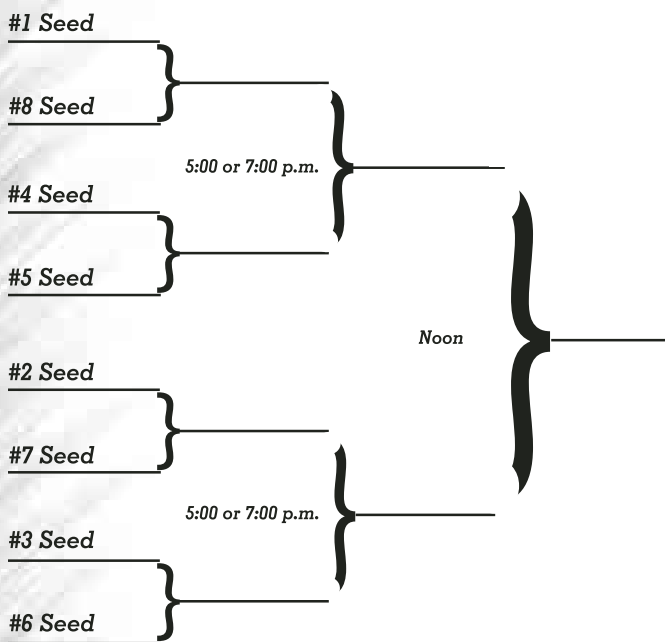 #1 Seed
#8 Seed
5:00 or 7:00 p.m.
#4 Seed
#5 Seed
Noon
#2 Seed
#7 Seed
5:00 or 7:00 p.m.
#3 Seed
#6 Seed